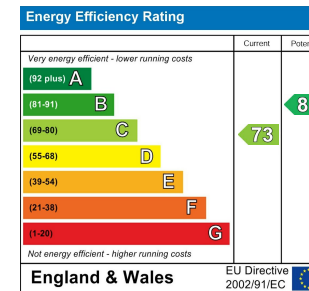 Energy Efficiency Rating
Current
Very energy efficient - lower running costs
(92 plus) A
(81-91) B
(69-80) C
73
(55-68) D
(39-54) E
(21-38) F
(1-20) G
Not energy efficient - higher running costs
England & Wales
EU Directive
2002/91/EC